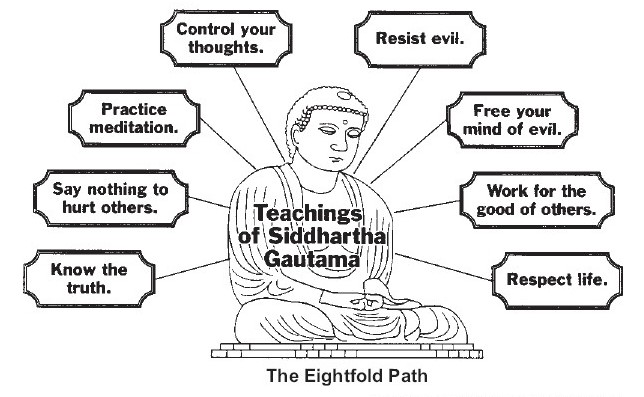 Control your
thoughts.
Resist evil.
Practice
meditation.
Free your
mind of evil.
Say nothing to
hurt others.
Work for the
good of others.
Teachings
of Siddhartha
Gautama
Know the
truth.
Respect life.
The Eightfold Path